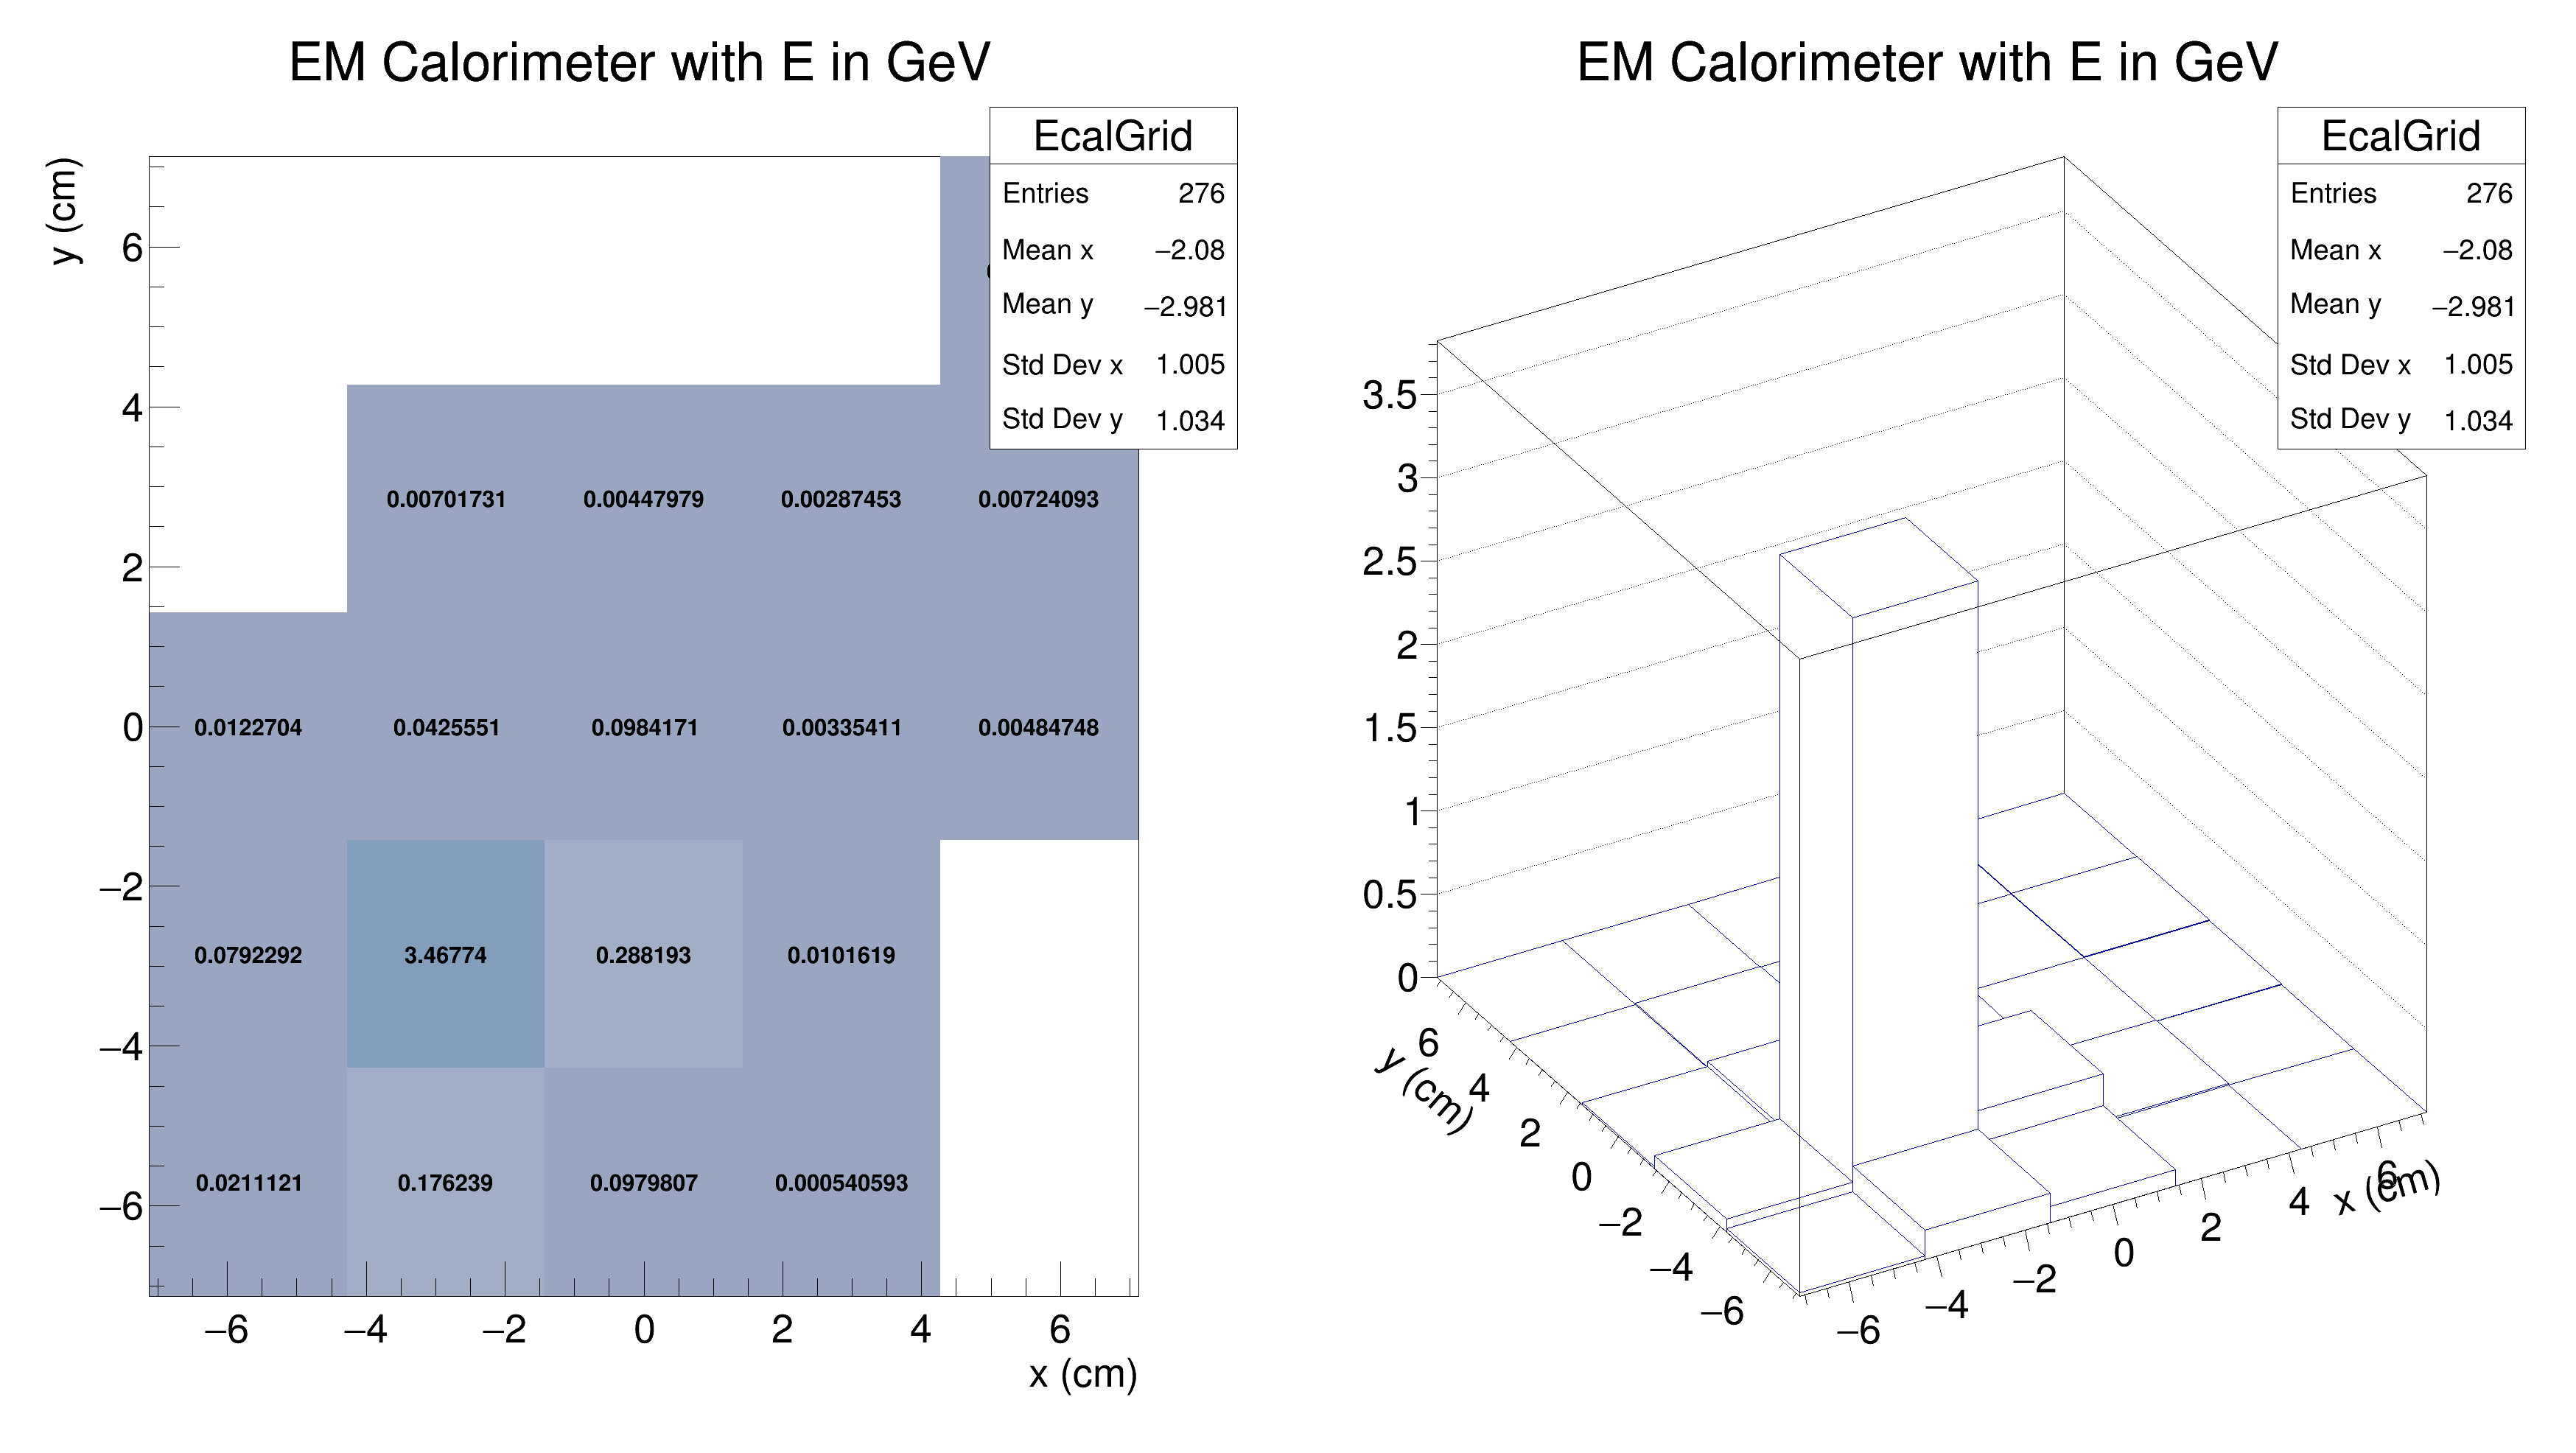 EM Calorimeter with E in GeV
EcalGrid
Entries 276
Mean x −2.08
Mean y −2.981
Std Dev x 1.005
Std Dev y 1.034
y (cm)
6
4
2
0
−2
−4
−6
0.00701731 0.00447979 0.00287453 0.00724093
0.0122704 0.0425551 0.0984171 0.00335411 0.00484748
0.0792292 3.46774 0.288193 0.0101619
0.0211121 0.176239 0.0979807 0.000540593
−6 −4 −2 0 2 4 6
x (cm)
EM Calorimeter with E in GeV
EcalGrid
Entries 276
Mean x −2.08
Mean y −2.981
Std Dev x 1.005
Std Dev y 1.034
3.5
3
2.5
2
1.5
1
0.5
0
y (cm)
6
4
2
0
−2
−4
−6
−6
−4
−2
0
2
4
6
x (cm)